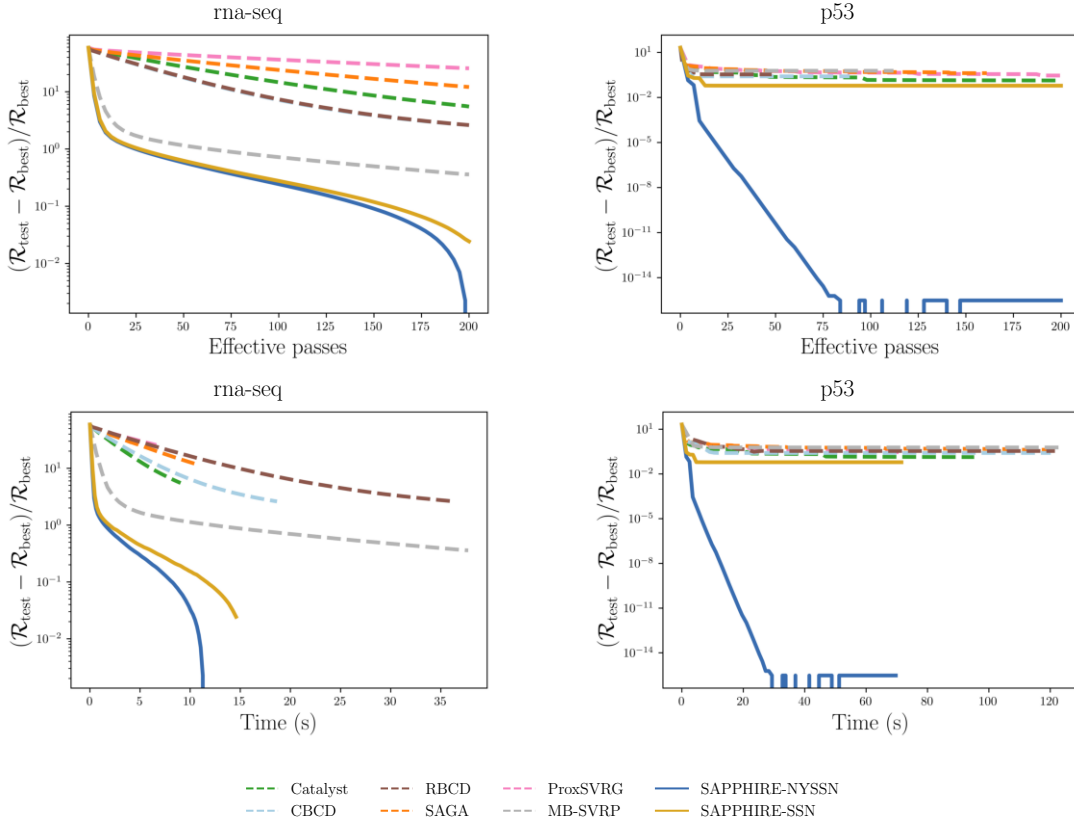 rna-seq
p53
(R_test − R_best)/R_best
10^1
10^0
10^−1
10^−2
0 25 50 75 100 125 150 175 200
Effective passes
(R_test − R_best)/R_best
10^1
10^−2
10^−5
10^−8
10^−11
10^−14
0 25 50 75 100 125 150 175 200
Effective passes
rna-seq
p53
(R_test − R_best)/R_best
10^1
10^0
10^−1
10^−2
0 5 10 15 20 25 30 35
Time (s)
(R_test − R_best)/R_best
10^1
10^−2
10^−5
10^−8
10^−11
10^−14
0 20 40 60 80 100 120
Time (s)
Catalyst RBCD ProxSVRG SAPPHIRE-NYSSN
CBCD SAGA MB-SVRP SAPPHIRE-SSN